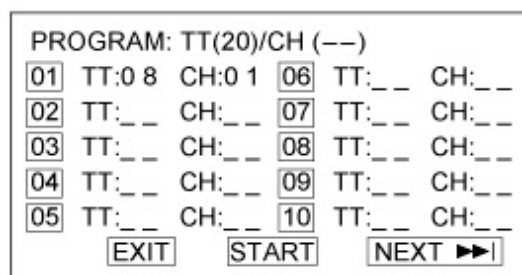 PROGRAM: TT(20)/CH (--)
01 TT:0 8 CH:0 1 06 TT:_ _ CH:_ _
02 TT:_ _ CH:_ _ 07 TT:_ _ CH:_ _
03 TT:_ _ CH:_ _ 08 TT:_ _ CH:_ _
04 TT:_ _ CH:_ _ 09 TT:_ _ CH:_ _
05 TT:_ _ CH:_ _ 10 TT:_ _ CH:_ _
EXIT START NEXT ▶▶|